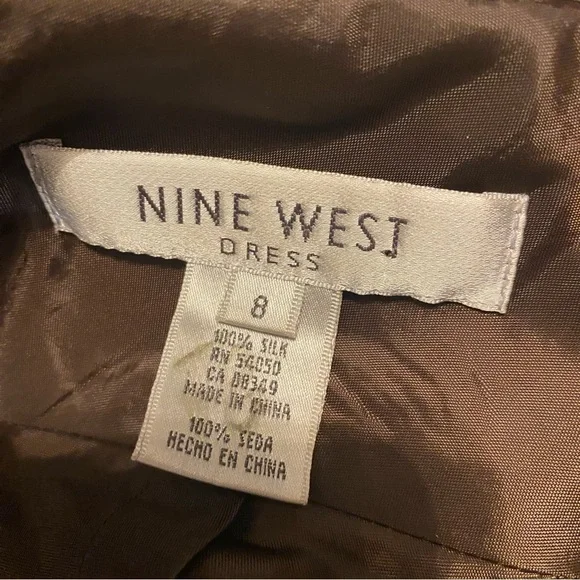 NINE WEST
DRESS
8
100% SILK
RN 54050
CA 08349
MADE IN CHINA
100% SEDA
HECHO EN CHINA